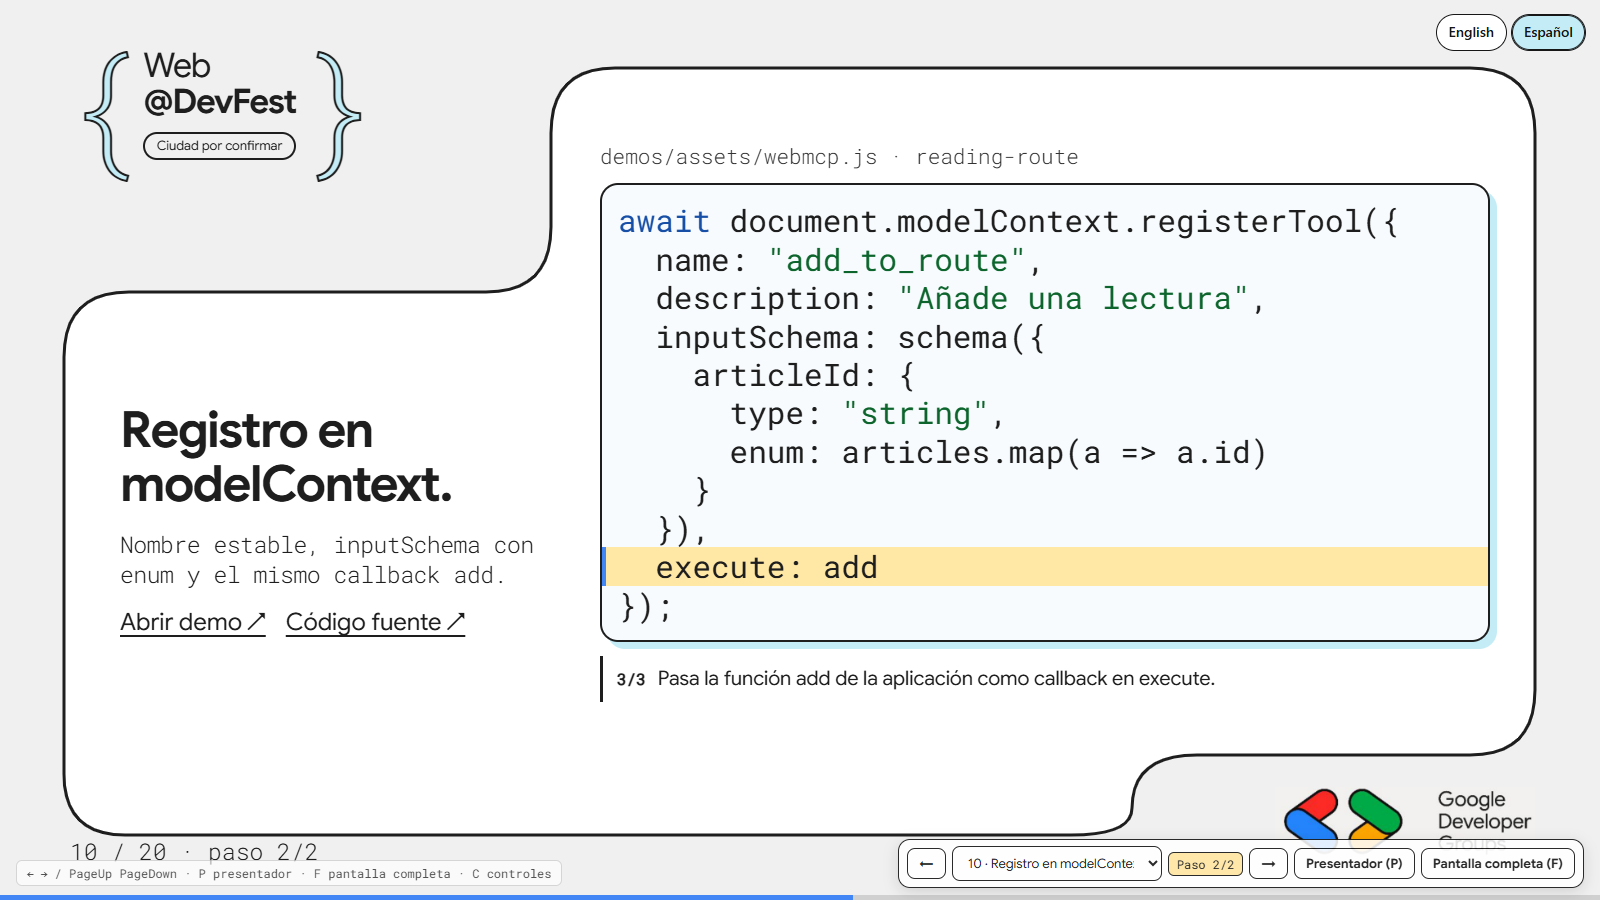 English
Español
Web
@DevFest
Ciudad por confirmar
demos/assets/webmcp.js · reading-route
await document.modelContext.registerTool({
  name: "add_to_route",
  description: "Añade una lectura",
  inputSchema: schema({
    articleId: {
      type: "string",
      enum: articles.map(a => a.id)
    }
  }),
  execute: add
});
3/3 Pasa la función add de la aplicación como callback en execute.
Registro en
modelContext.
Nombre estable, inputSchema con
enum y el mismo callback add.
Abrir demo ↗ Código fuente ↗
Google
Developer
Groups
10 / 20 · paso 2/2
← → / PageUp PageDown · P presentador · F pantalla completa · C controles
← 10 · Registro en modelConte Paso 2/2 → Presentador (P) Pantalla completa (F)